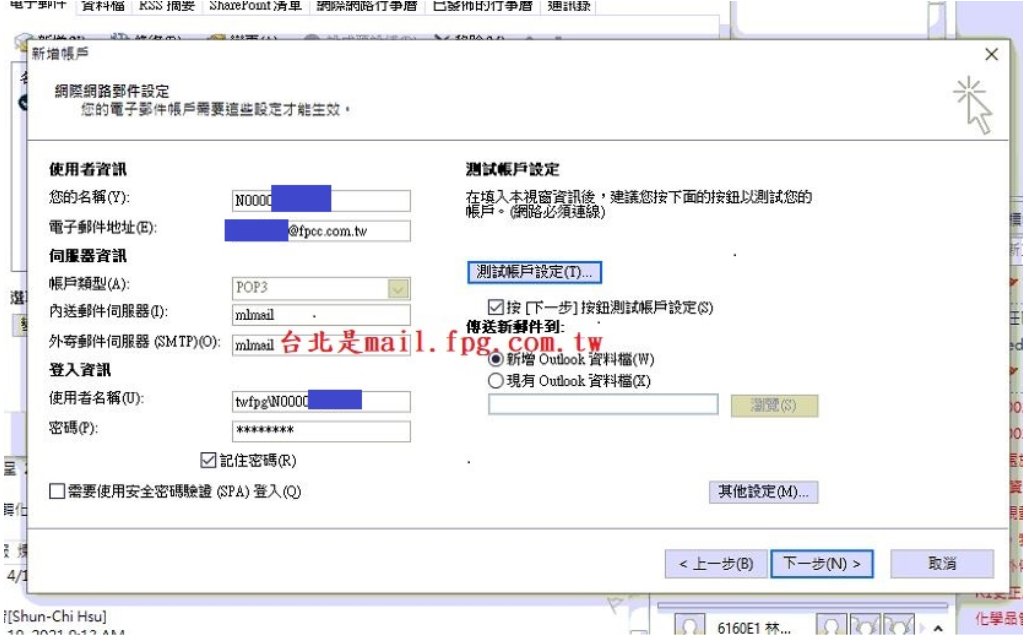 電子郵件 資料檔 RSS 摘要 SharePoint 清單 網際網路行事曆 已發佈的行事曆 通訊錄
新增帳戶
網際網路郵件設定
您的電子郵件帳戶需要這些設定才能生效。
使用者資訊
您的名稱(Y):
N0000
電子郵件地址(E):
@fpcc.com.tw
伺服器資訊
帳戶類型(A):
POP3
內送郵件伺服器(I):
mlmail
外寄郵件伺服器 (SMTP)(O):
mlmail
台北是mail.fpg.com.tw
登入資訊
使用者名稱(U):
twfpg\N0000
密碼(P):
********
記住密碼(R)
需要使用安全密碼驗證 (SPA) 登入(Q)
測試帳戶設定
在填入本視窗資訊後，建議您按下面的按鈕以測試您的
帳戶。(網路必須連線)
測試帳戶設定(T)...
按 [下一步] 按鈕測試帳戶設定(S)
傳送新郵件到:
新增 Outlook 資料檔(W)
現有 Outlook 資料檔(X)
瀏覽(S)
其他設定(M)...
< 上一步(B)
下一步(N) >
取消
4/1
[Shun-Chi Hsu]
6160E1 林...